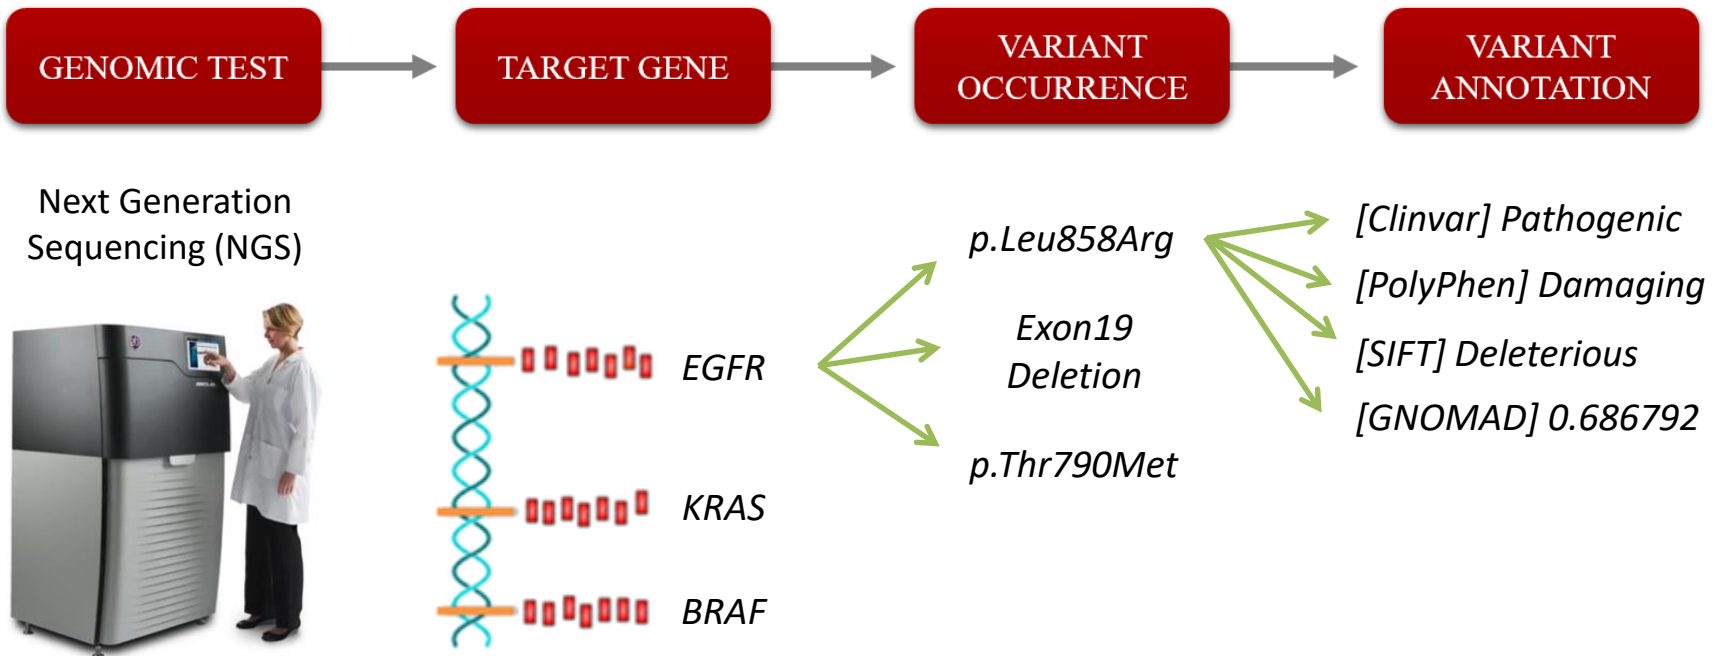 GENOMIC TEST
TARGET GENE
VARIANT
OCCURRENCE
VARIANT
ANNOTATION
Next Generation
Sequencing (NGS)
EGFR
KRAS
BRAF
p.Leu858Arg
Exon19
Deletion
p.Thr790Met
[Clinvar] Pathogenic
[PolyPhen] Damaging
[SIFT] Deleterious
[GNOMAD] 0.686792